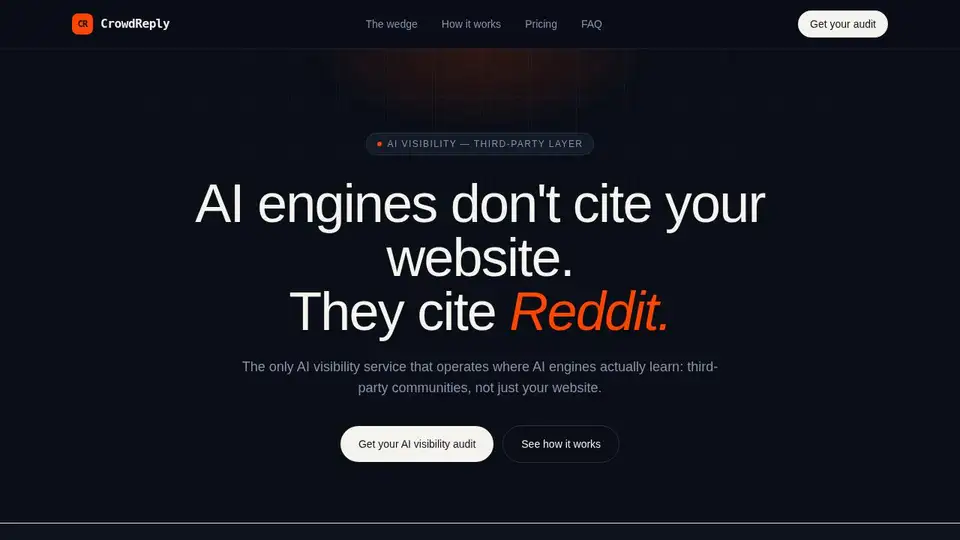 CR CrowdReply
The wedge
How it works
Pricing
FAQ
Get your audit
AI VISIBILITY — THIRD-PARTY LAYER
AI engines don't cite your
website.
They cite Reddit.
The only AI visibility service that operates where AI engines actually learn: third-
party communities, not just your website.
Get your AI visibility audit
See how it works